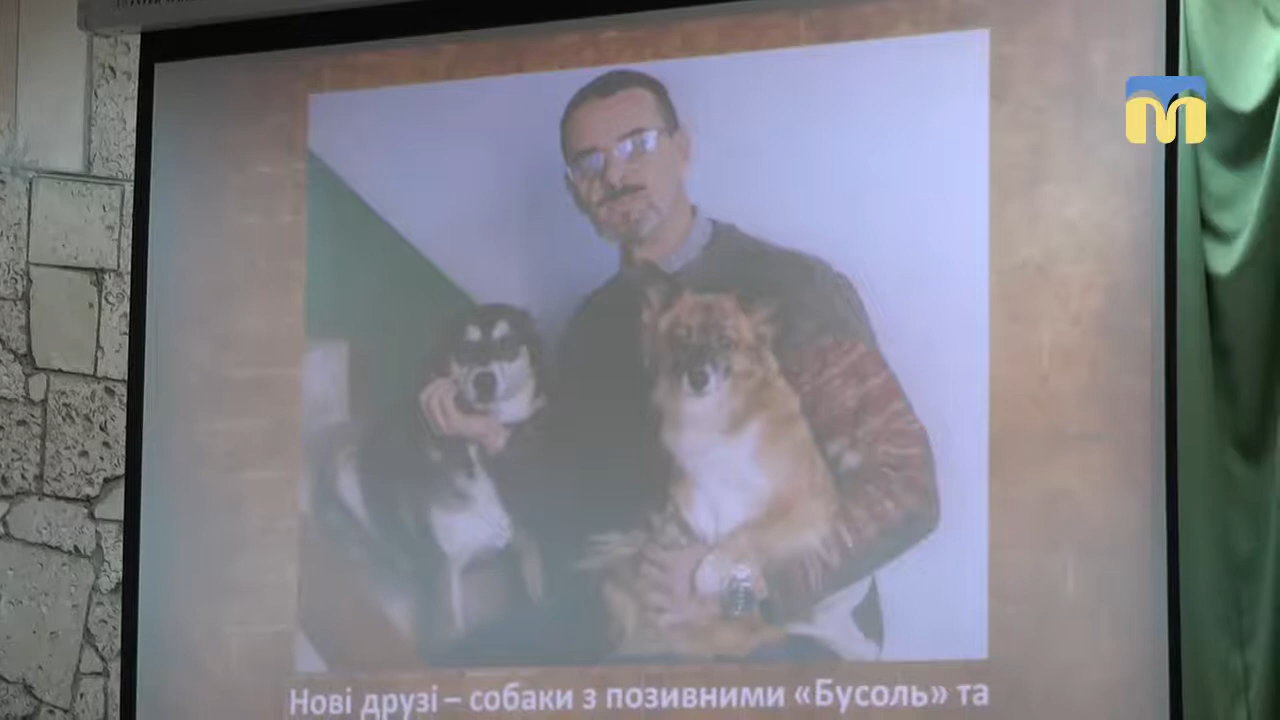 Нові друзі – собаки з позивними «Бусоль» та